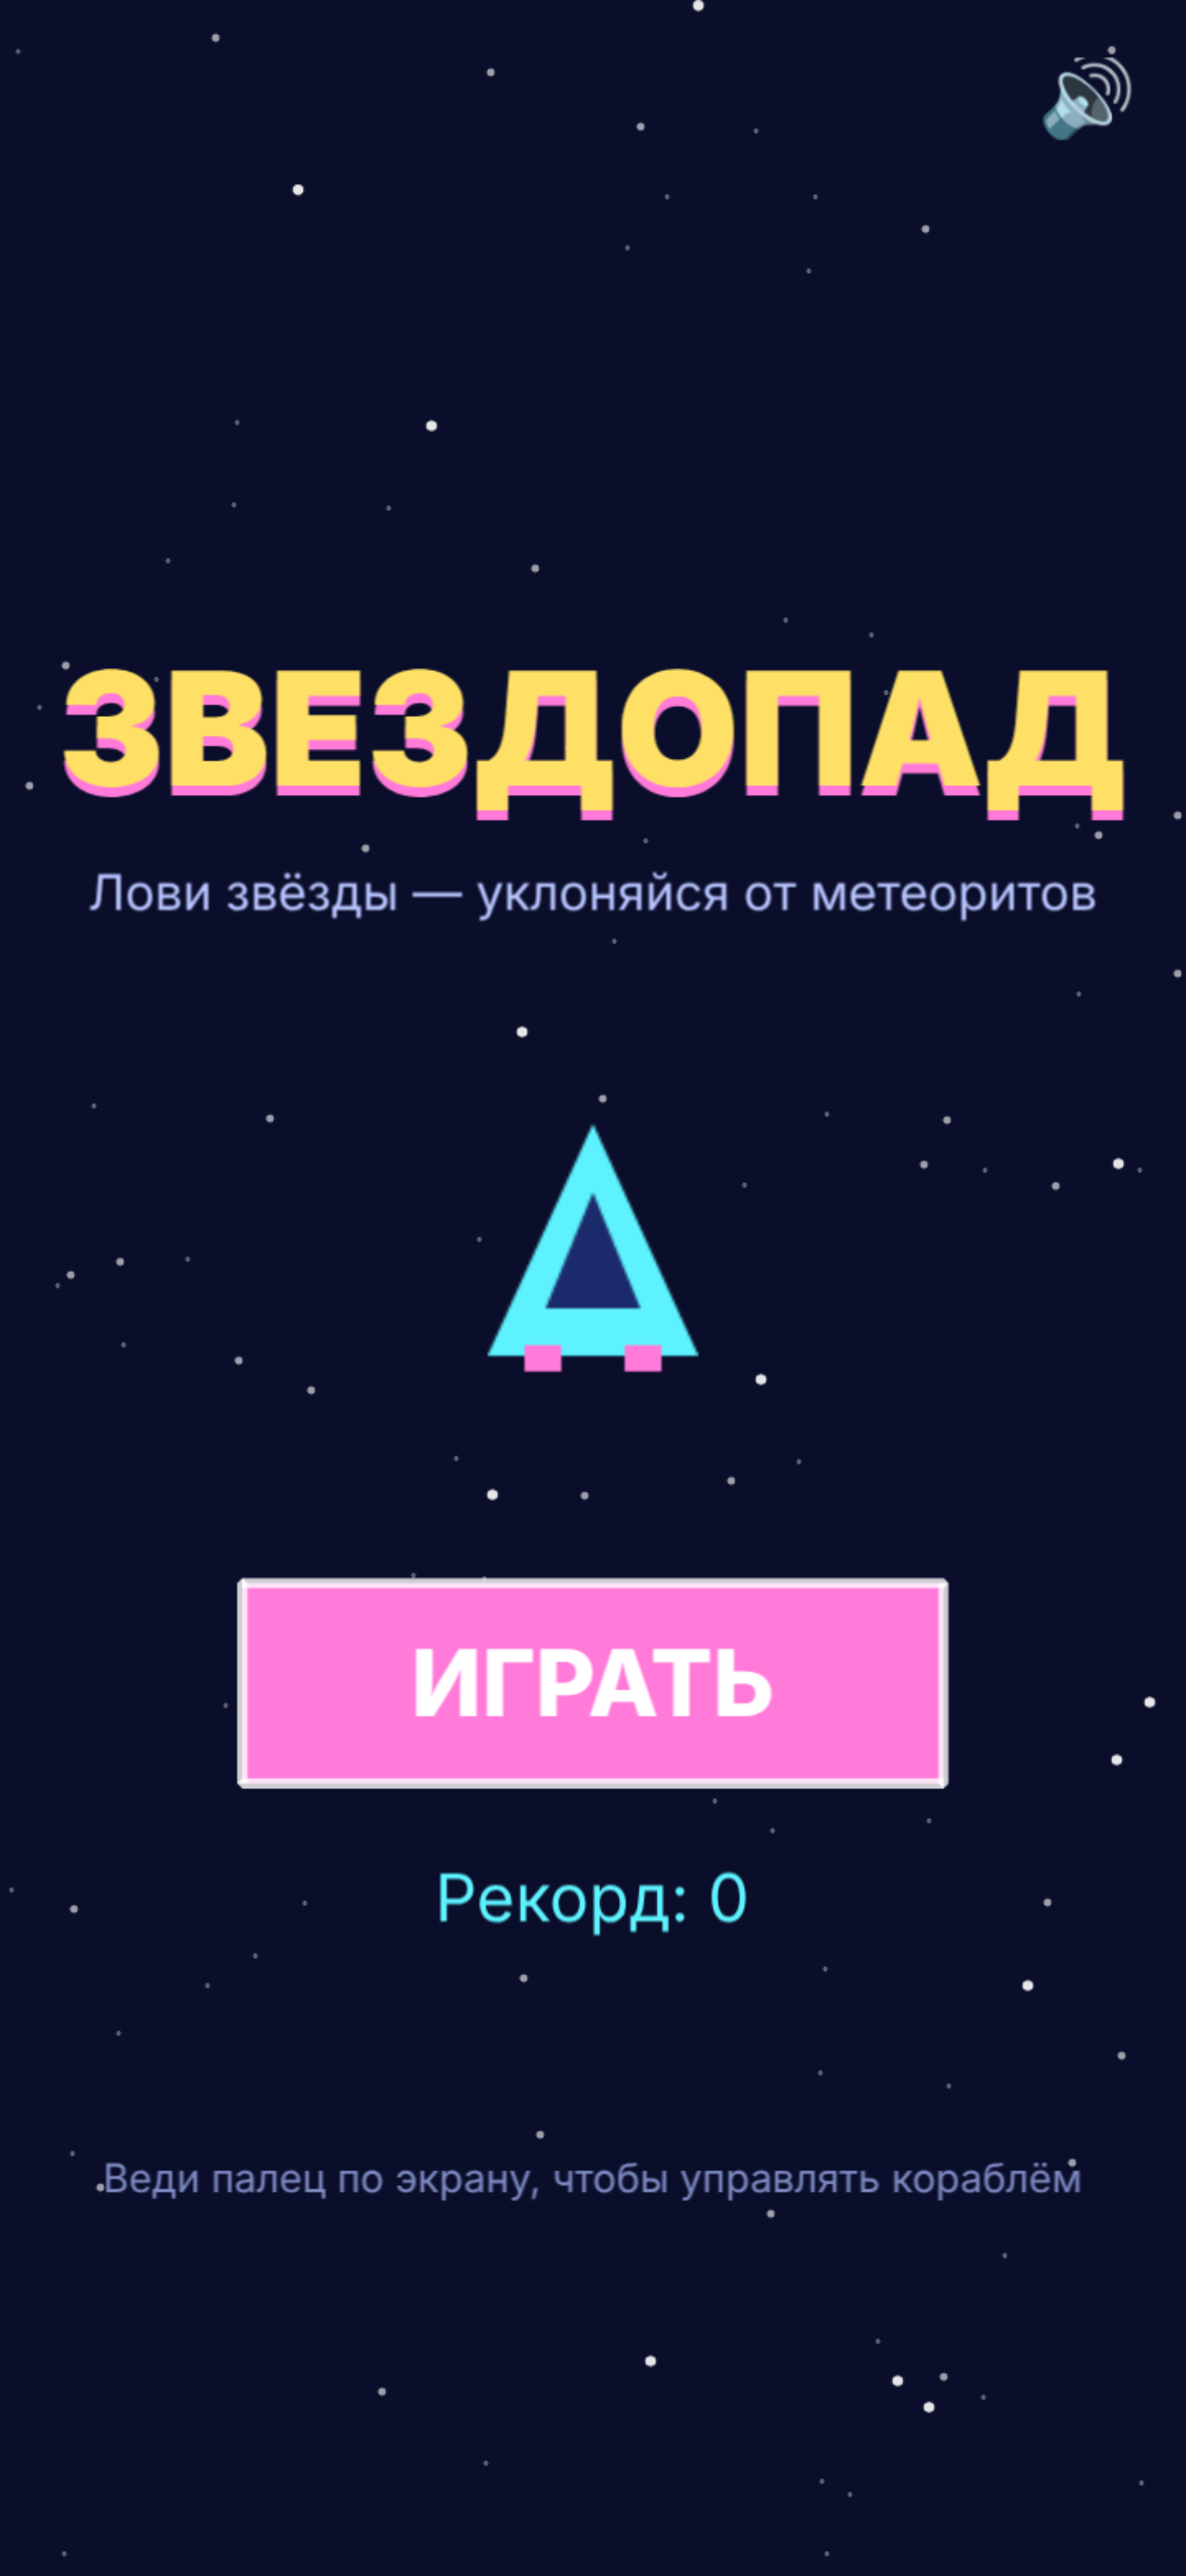 ЗВЕЗДОПАД
Лови звёзды — уклоняйся от метеоритов
ИГРАТЬ
Рекорд: 0
Веди палец по экрану, чтобы управлять кораблём